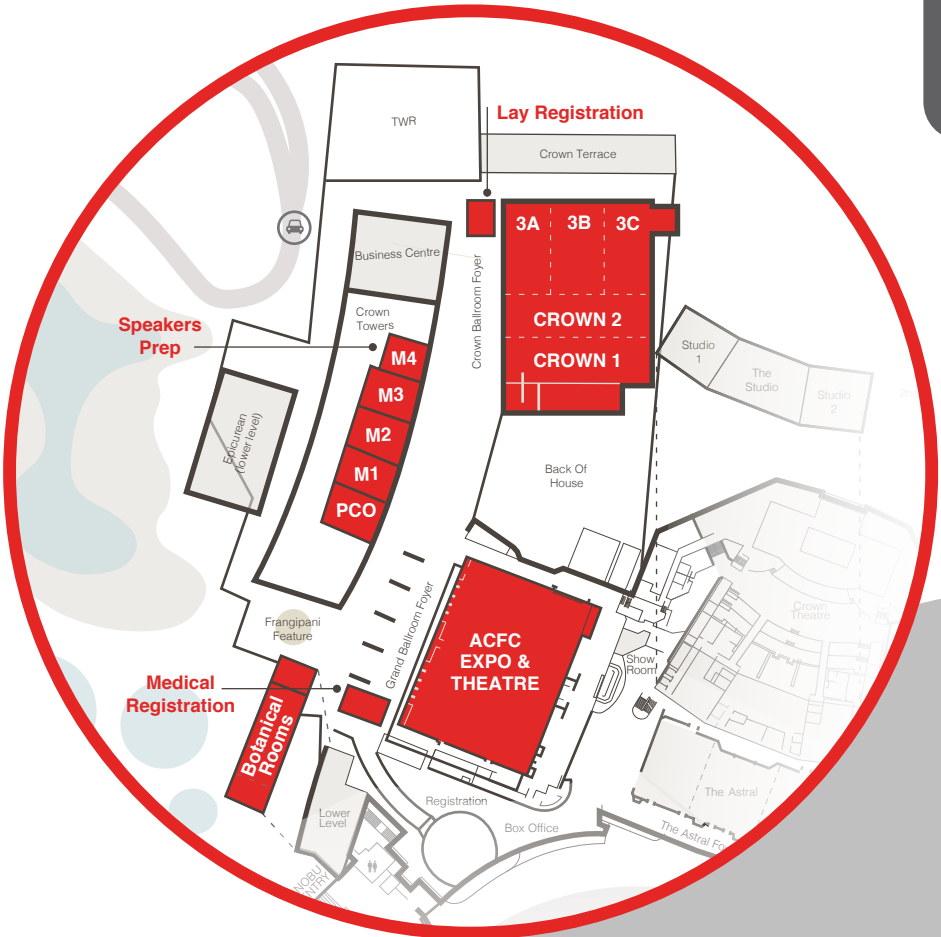 TWR
Lay Registration
Crown Terrace
3A
3B
3C
Business Centre
Crown Ballroom Foyer
Crown
Towers
CROWN 2
CROWN 1
Speakers
Prep
M4
M3
M2
M1
PCO
Studio
1
The
Studio
Studio
2
Epicurean
(lower level)
Back Of
House
Grand Ballroom Foyer
Frangipani
Feature
ACFC
EXPO &
THEATRE
Crown
Theatre
Show
Room
Medical
Registration
Botanical
Rooms
Registration
Box Office
The Astral
Lower
Level